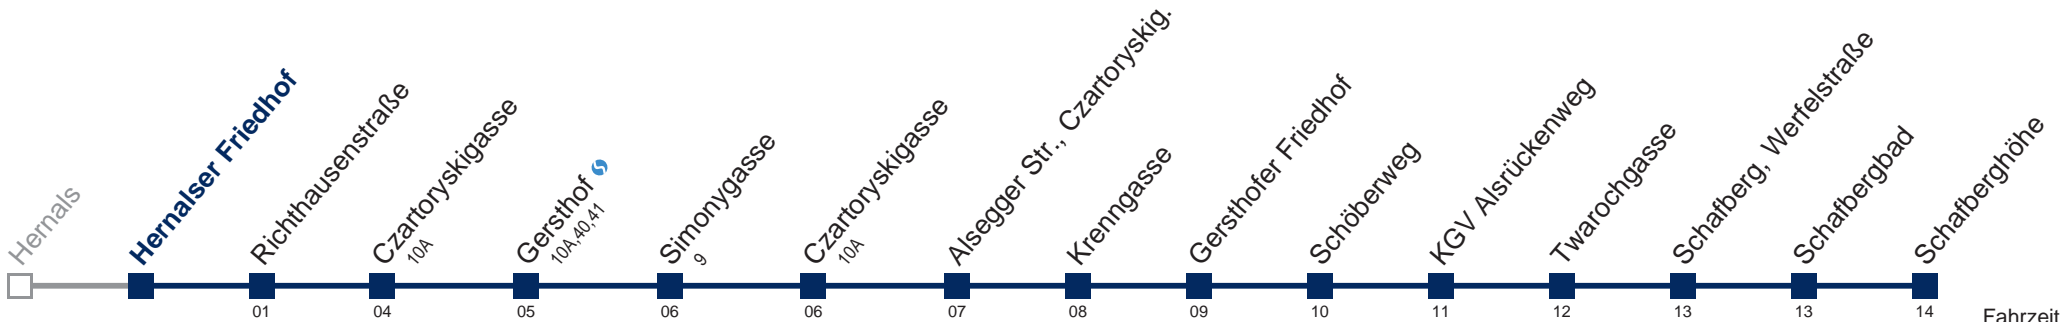 Hernals
Hernalser Friedhof
Richthausenstraße
Czartoryskigasse
10A
Gersthof
10A,40,41
Simonygasse
9
Czartoryskigasse
10A
Alsegger Str., Czartoryskig.
Krenngasse
Gersthofer Friedhof
Schöberweg
KGV Alsrückenweg
Twarochgasse
Schafberg, Werfelstraße
Schafbergbad
Schafberghöhe
01 04 05 06 06 07 08 09 10 11 12 13 13 14 Fahrzeit